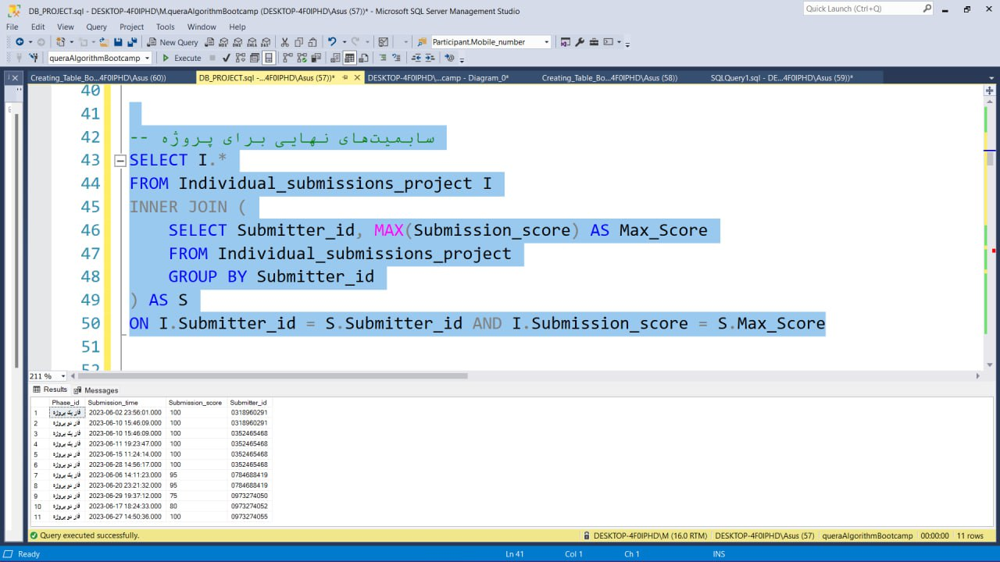 DB_PROJECT.sql - DESKTOP-4F0IPHD\M.queraAlgorithmBootcamp (DESKTOP-4F0IPHD\Asus (57))* - Microsoft SQL Server Management Studio
Quick Launch (Ctrl+Q)
File Edit View Query Project Tools Window Help
New Query
MDX DMX XMLA DAX
Participant.Mobile_number
queraAlgorithmBootcamp
Execute
Creating_Table_Bo...4F0IPHD\Asus (60))
DB_PROJECT.sql -...4F0IPHD\Asus (57))*
DESKTOP-4F0IPHD\...camp - Diagram_0*
Creating_Table_Bo...4F0IPHD\Asus (58))
SQLQuery1.sql - DE...4F0IPHD\Asus (59))*
40
41
42 -- سابمیت‌های نهایی برای پروژه
43 SELECT I.*
44 FROM Individual_submissions_project I
45 INNER JOIN (
46 SELECT Submitter_id, MAX(Submission_score) AS Max_Score
47 FROM Individual_submissions_project
48 GROUP BY Submitter_id
49 ) AS S
50 ON I.Submitter_id = S.Submitter_id AND I.Submission_score = S.Max_Score
51
52
211 %
Results Messages
Phase_id Submission_time Submission_score Submitter_id
1 فاز یک پروژه 2023-06-02 23:56:01.000 100 0318960291
2 فاز دو پروژه 2023-06-10 15:46:09.000 100 0318960291
3 فاز یک پروژه 2023-06-10 15:46:09.000 100 0352465468
4 فاز یک پروژه 2023-06-11 19:23:47.000 100 0352465468
5 فاز دو پروژه 2023-06-15 11:24:14.000 100 0352465468
6 فاز دو پروژه 2023-06-28 14:56:17.000 100 0352465468
7 فاز یک پروژه 2023-06-06 14:11:23.000 95 0784688419
8 فاز دو پروژه 2023-06-20 23:21:32.000 95 0784688419
9 فاز دو پروژه 2023-06-29 19:37:12.000 75 0973274050
10 فاز دو پروژه 2023-06-17 18:24:33.000 80 0973274052
11 فاز دو پروژه 2023-06-27 14:50:36.000 100 0973274055
Query executed successfully.
DESKTOP-4F0IPHD\M (16.0 RTM) DESKTOP-4F0IPHD\Asus (57) queraAlgorithmBootcamp 00:00:00 11 rows
Ready Ln 41 Col 1 Ch 1 INS